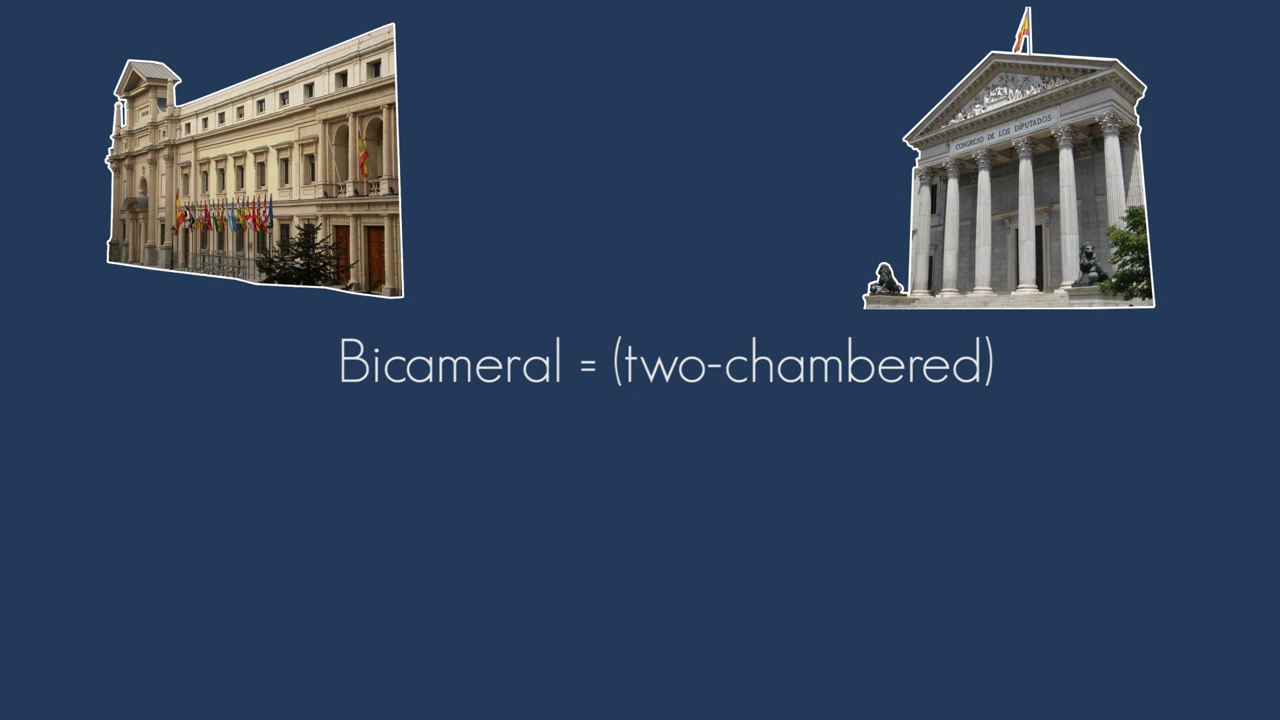 CONGRESO DE LOS DIPUTADOS
Bicameral = (two-chambered)